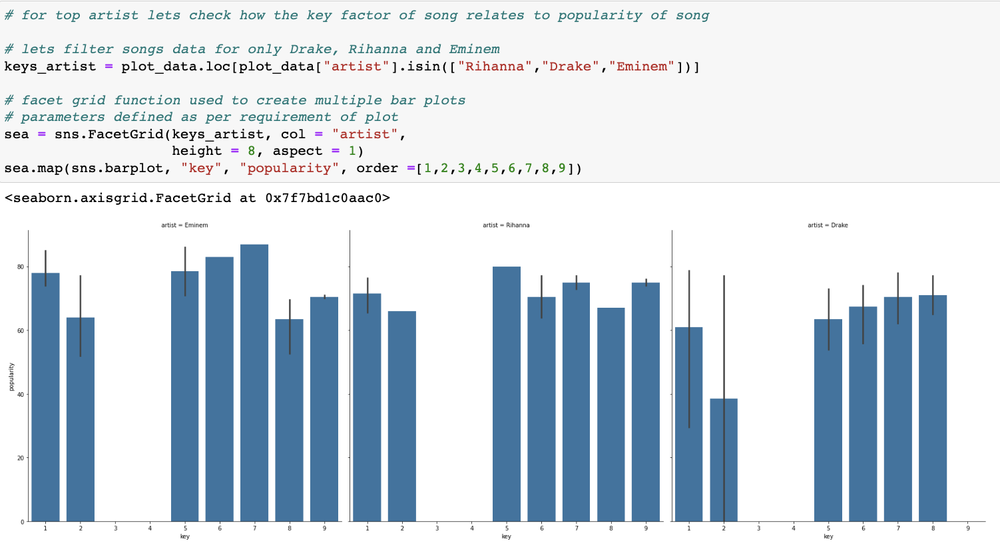 # for top artist lets check how the key factor of song relates to popularity of song
# lets filter songs data for only Drake, Rihanna and Eminem
keys_artist = plot_data.loc[plot_data["artist"].isin(["Rihanna","Drake","Eminem"])]
# facet grid function used to create multiple bar plots
# parameters defined as per requirement of plot
sea = sns.FacetGrid(keys_artist, col = "artist",
height = 8, aspect = 1)
sea.map(sns.barplot, "key", "popularity", order =[1,2,3,4,5,6,7,8,9])
<seaborn.axisgrid.FacetGrid at 0x7f7bd1c0aac0>
artist = Eminem
artist = Rihanna
artist = Drake
popularity
80
60
40
20
0
1 2 3 4 5 6 7 8 9
key
1 2 3 4 5 6 7 8 9
key
1 2 3 4 5 6 7 8 9
key